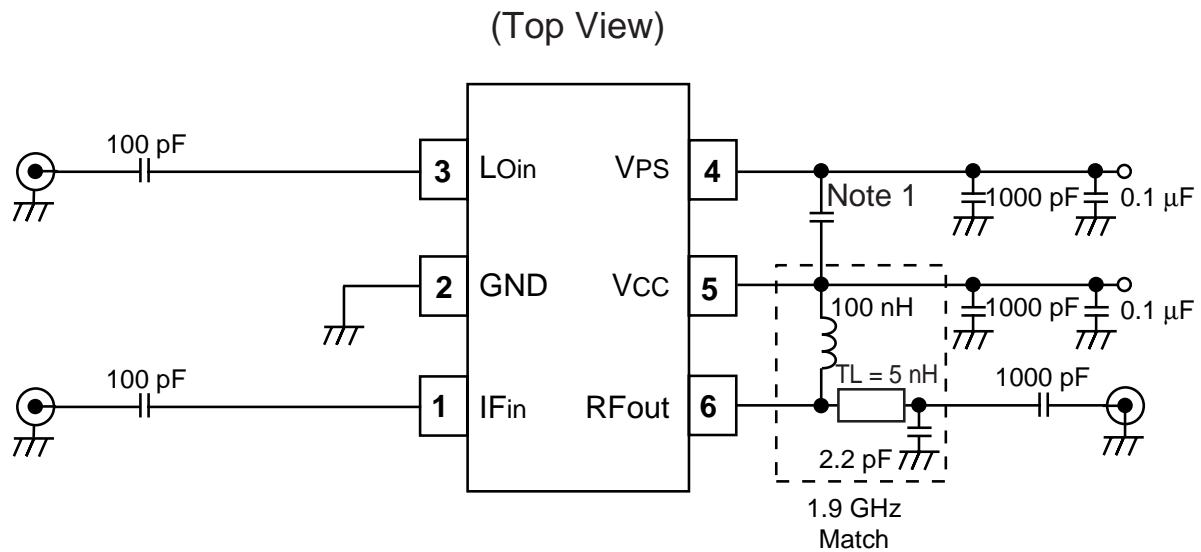 (Top View)
100 pF
3 LOin VPS 4
Note 1
1000 pF
0.1 μF
2 GND VCC 5
100 nH
1000 pF
0.1 μF
100 pF
1 IFin RFout 6
TL = 5 nH
1000 pF
2.2 pF
1.9 GHz
Match